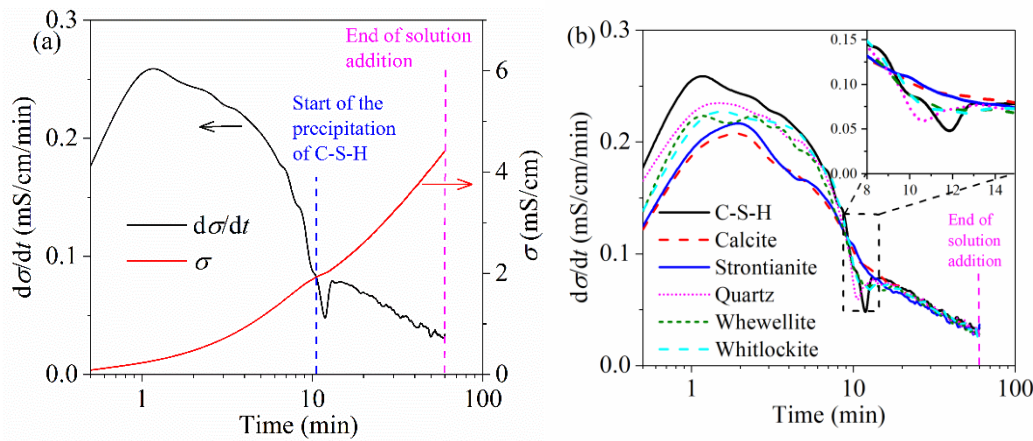 (a)
End of solution
addition
Start of the
precipitation
of C-S-H
dσ/dt
σ
dσ/dt (mS/cm/min)
0.3
0.2
0.1
0.0
σ (mS/cm)
6
4
2
0
1
10
100
Time (min)
(b)
C-S-H
Calcite
Strontianite
Quartz
Whewellite
Whitlockite
End of
solution
addition
dσ/dt (mS/cm/min)
0.3
0.2
0.1
0.0
1
10
100
Time (min)
0.15
0.10
0.05
0.00
8
10
12
14